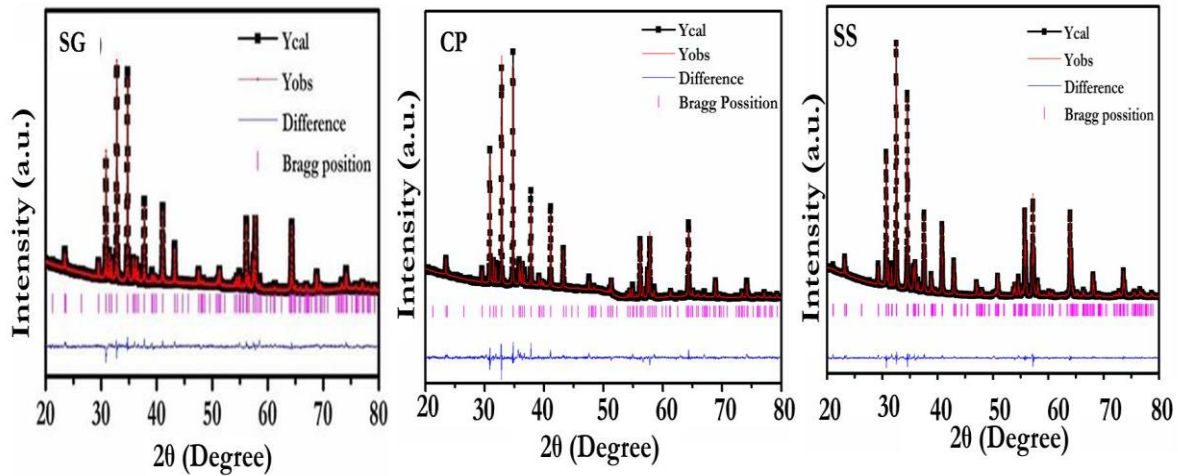 SG
Ycal
Yobs
Difference
Bragg position
Intensity (a.u.)
20 30 40 50 60 70 80
2θ (Degree)
CP
Ycal
Yobs
Difference
Bragg Possition
Intensity (a.u.)
20 30 40 50 60 70 80
2θ (Degree)
SS
Ycal
Yobs
Difference
Bragg possition
Intensity (a.u.)
20 30 40 50 60 70 80
2θ (Degree)